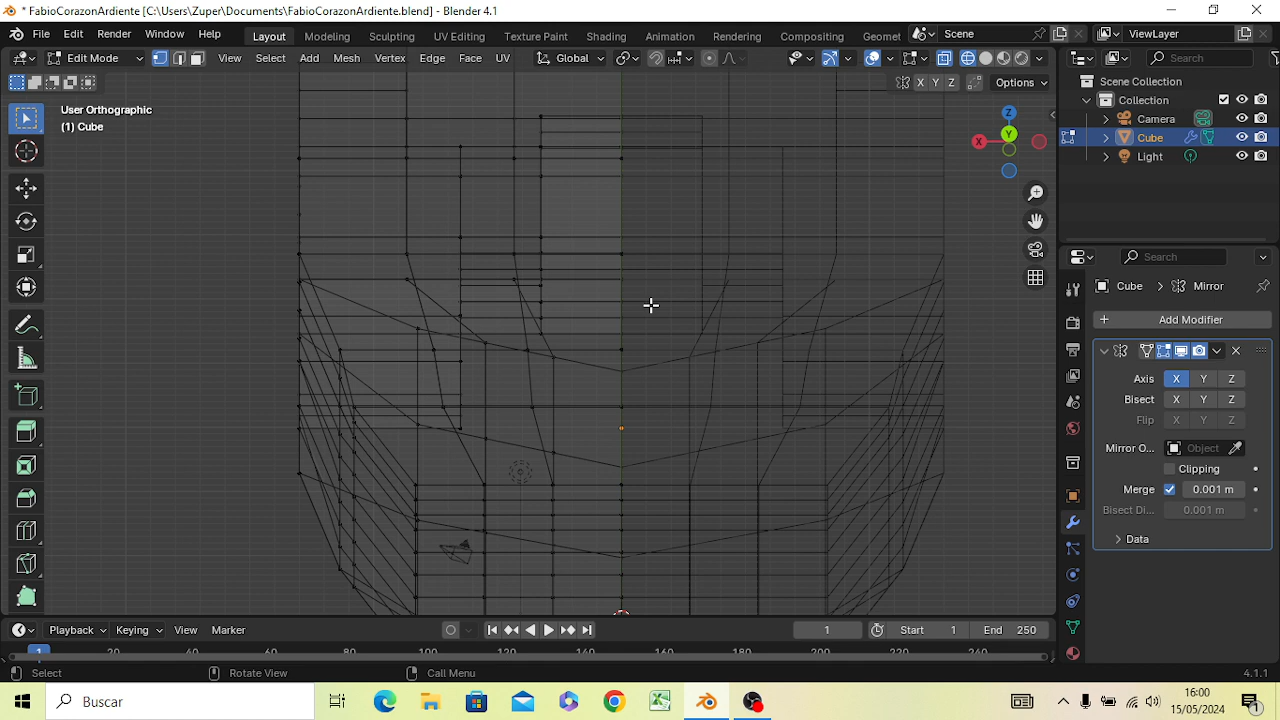 * FabioCorazonArdiente [C:\Users\Zuper\Documents\FabioCorazonArdiente.blend] - Blender 4.1
File Edit Render Window Help Layout Modeling Sculpting UV Editing Texture Paint Shading Animation Rendering Compositing Geome Scene ViewLayer
Edit Mode View Select Add Mesh Vertex Edge Face UV Global Search
X Y Z Options
User Orthographic
(1) Cube
Z
Y
X
Scene Collection
Collection
Camera
Cube
Light
Search
Cube Mirror
Add Modifier
Axis X Y Z
Bisect X Y Z
Flip X Y Z
Mirror O... Object
Clipping
Merge 0.001 m
Bisect Di... 0.001 m
Data
Playback Keying View Marker 1 Start 1 End 250
1 20 40 60 80 100 120 140 160 180 200 220 240
Select Rotate View Call Menu 4.1.1
Buscar
16:00
15/05/2024
1